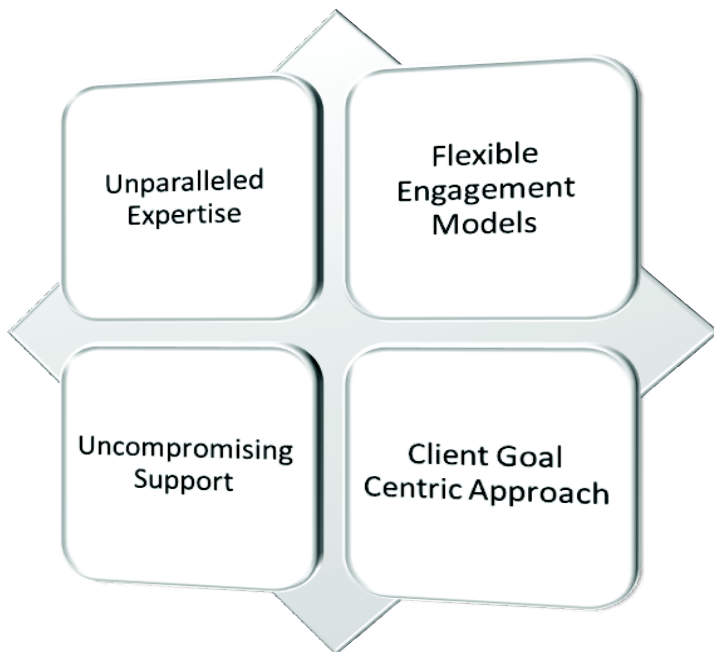 Unparalleled
Expertise
Flexible
Engagement
Models
Uncompromising
Support
Client Goal
Centric Approach